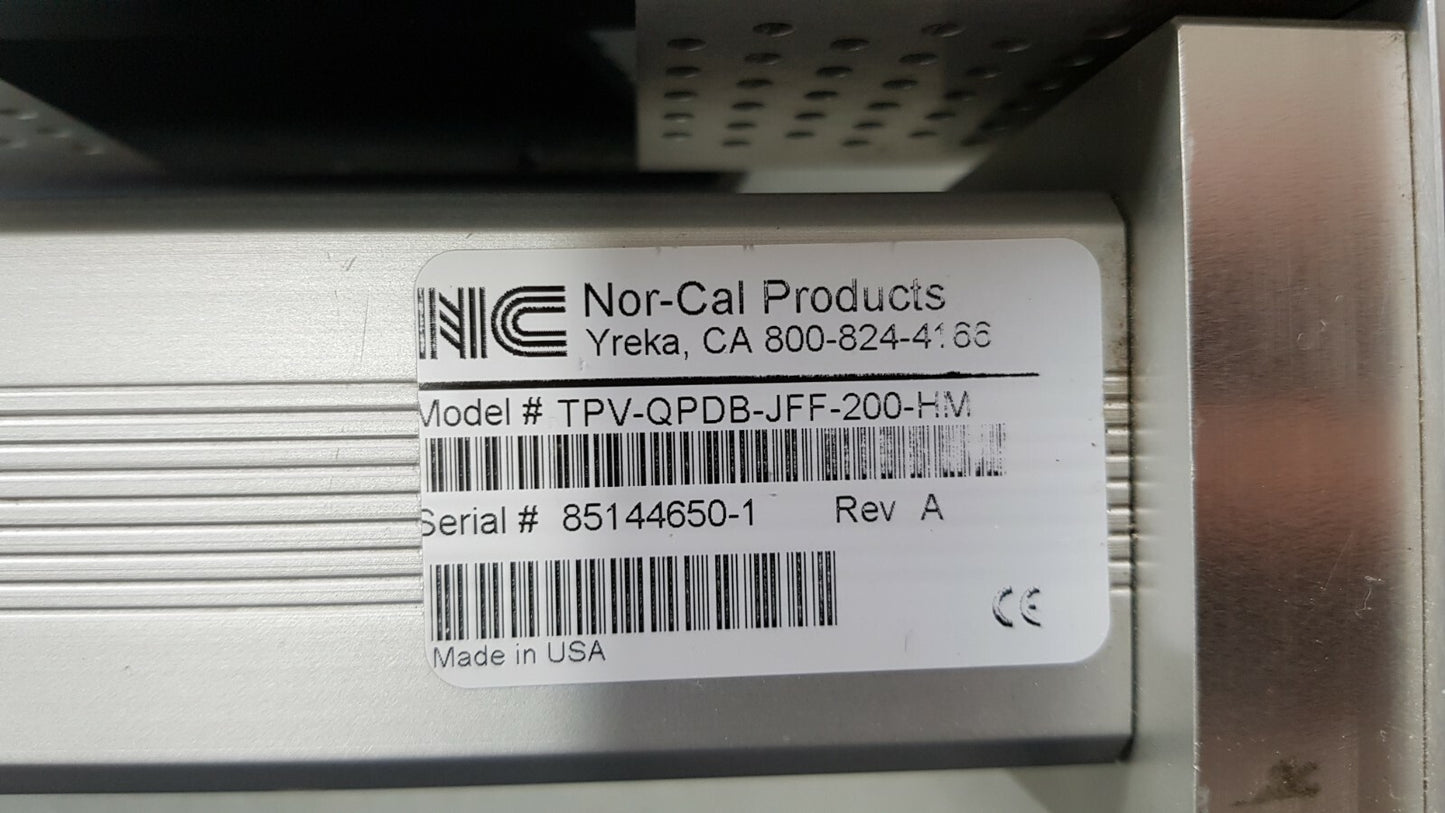 NC Nor-Cal Products
Yreka, CA 800-824-4166
Model # TPV-QPDB-JFF-200-HM
Serial # 85144650-1 Rev A
CE
Made in USA